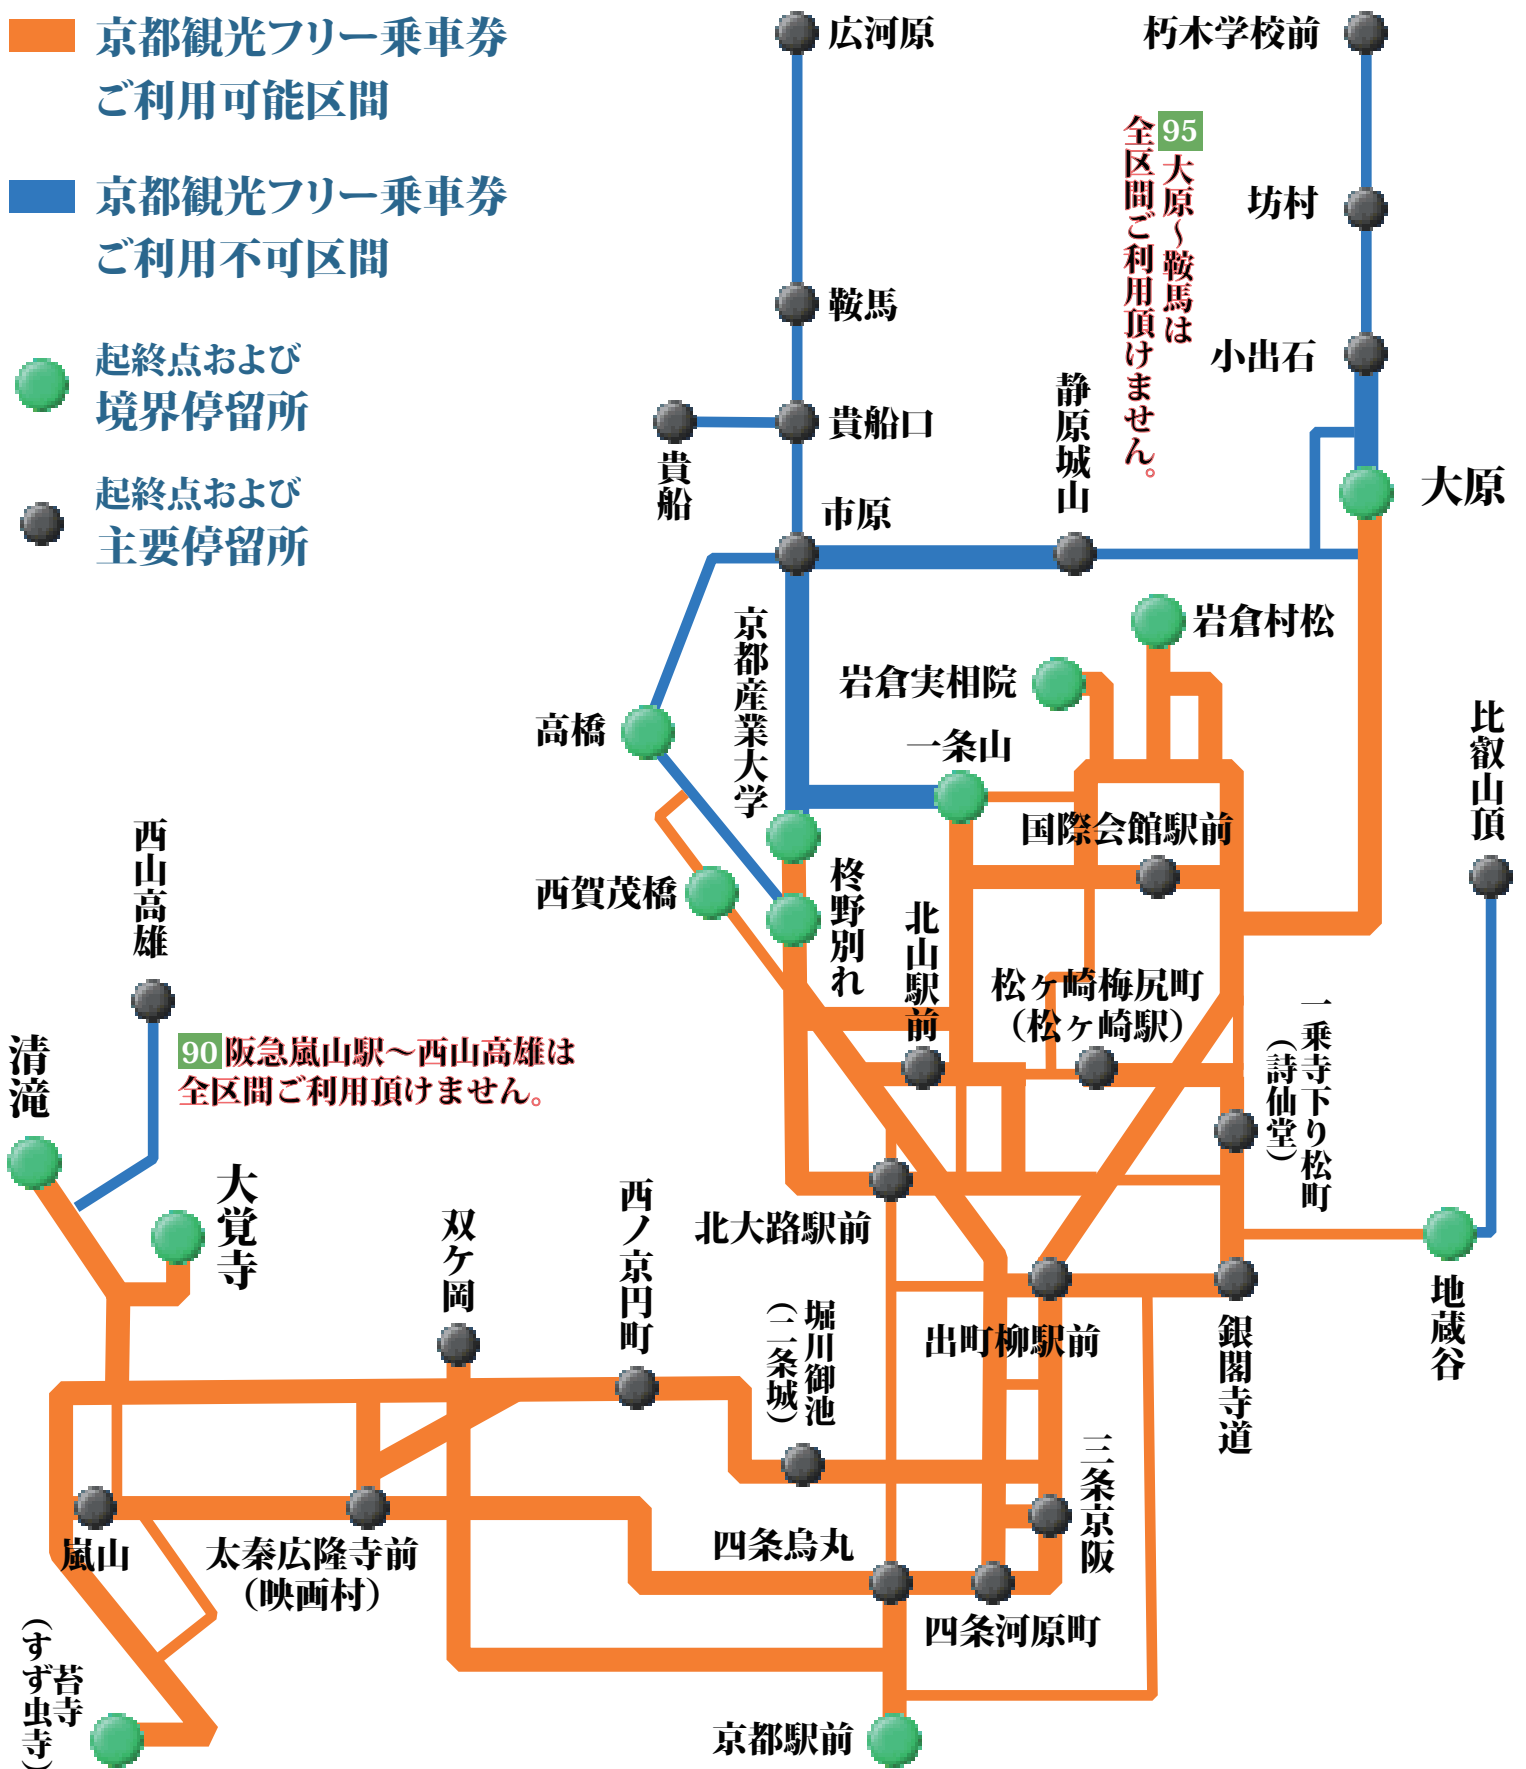 京都観光フリー乗車券
ご利用可能区間
京都観光フリー乗車券
ご利用不可区間
起終点および
境界停留所
起終点および
主要停留所
広河原
朽木学校前
95 大原～鞍馬は
全区間ご利用頂けません。
坊村
鞍馬
小出石
静原城山
貴船口
貴船
大原
市原
岩倉村松
京都産業大学
岩倉実相院
高橋
一条山
比叡山頂
国際会館駅前
西山高雄
西賀茂橋
柊野別れ
北山駅前
松ヶ崎梅尻町
（松ヶ崎駅）
一乗寺下り松町
（詩仙堂）
清滝
90 阪急嵐山駅～西山高雄は
全区間ご利用頂けません。
大覚寺
双ケ岡
西ノ京円町
北大路駅前
地蔵谷
堀川御池
（二条城）
出町柳駅前
銀閣寺道
三条京阪
四条烏丸
嵐山
太秦広隆寺前
（映画村）
四条河原町
苔寺
（すず虫寺）
京都駅前